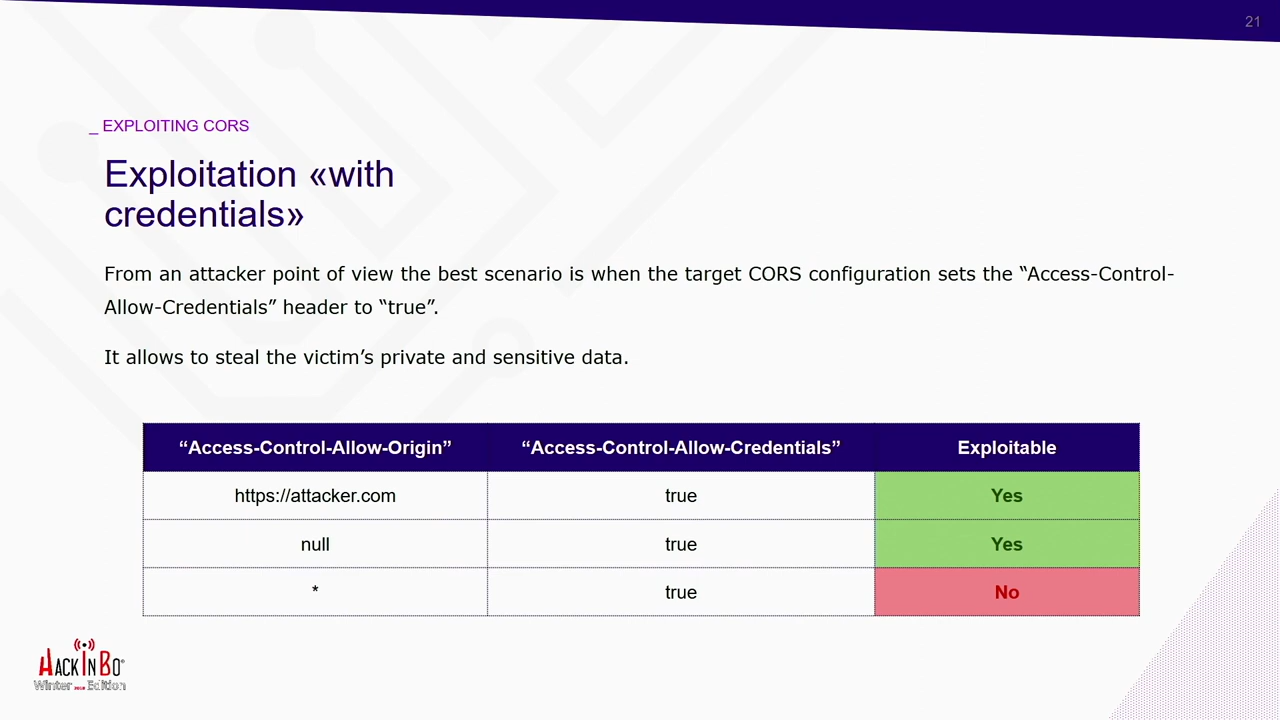 21
_ EXPLOITING CORS
Exploitation «with
credentials»
From an attacker point of view the best scenario is when the target CORS configuration sets the “Access-Control-
Allow-Credentials” header to “true”.
It allows to steal the victim’s private and sensitive data.
“Access-Control-Allow-Origin” “Access-Control-Allow-Credentials” Exploitable
https://attacker.com true Yes
null true Yes
* true No
HACKINBO®
Winter Edition